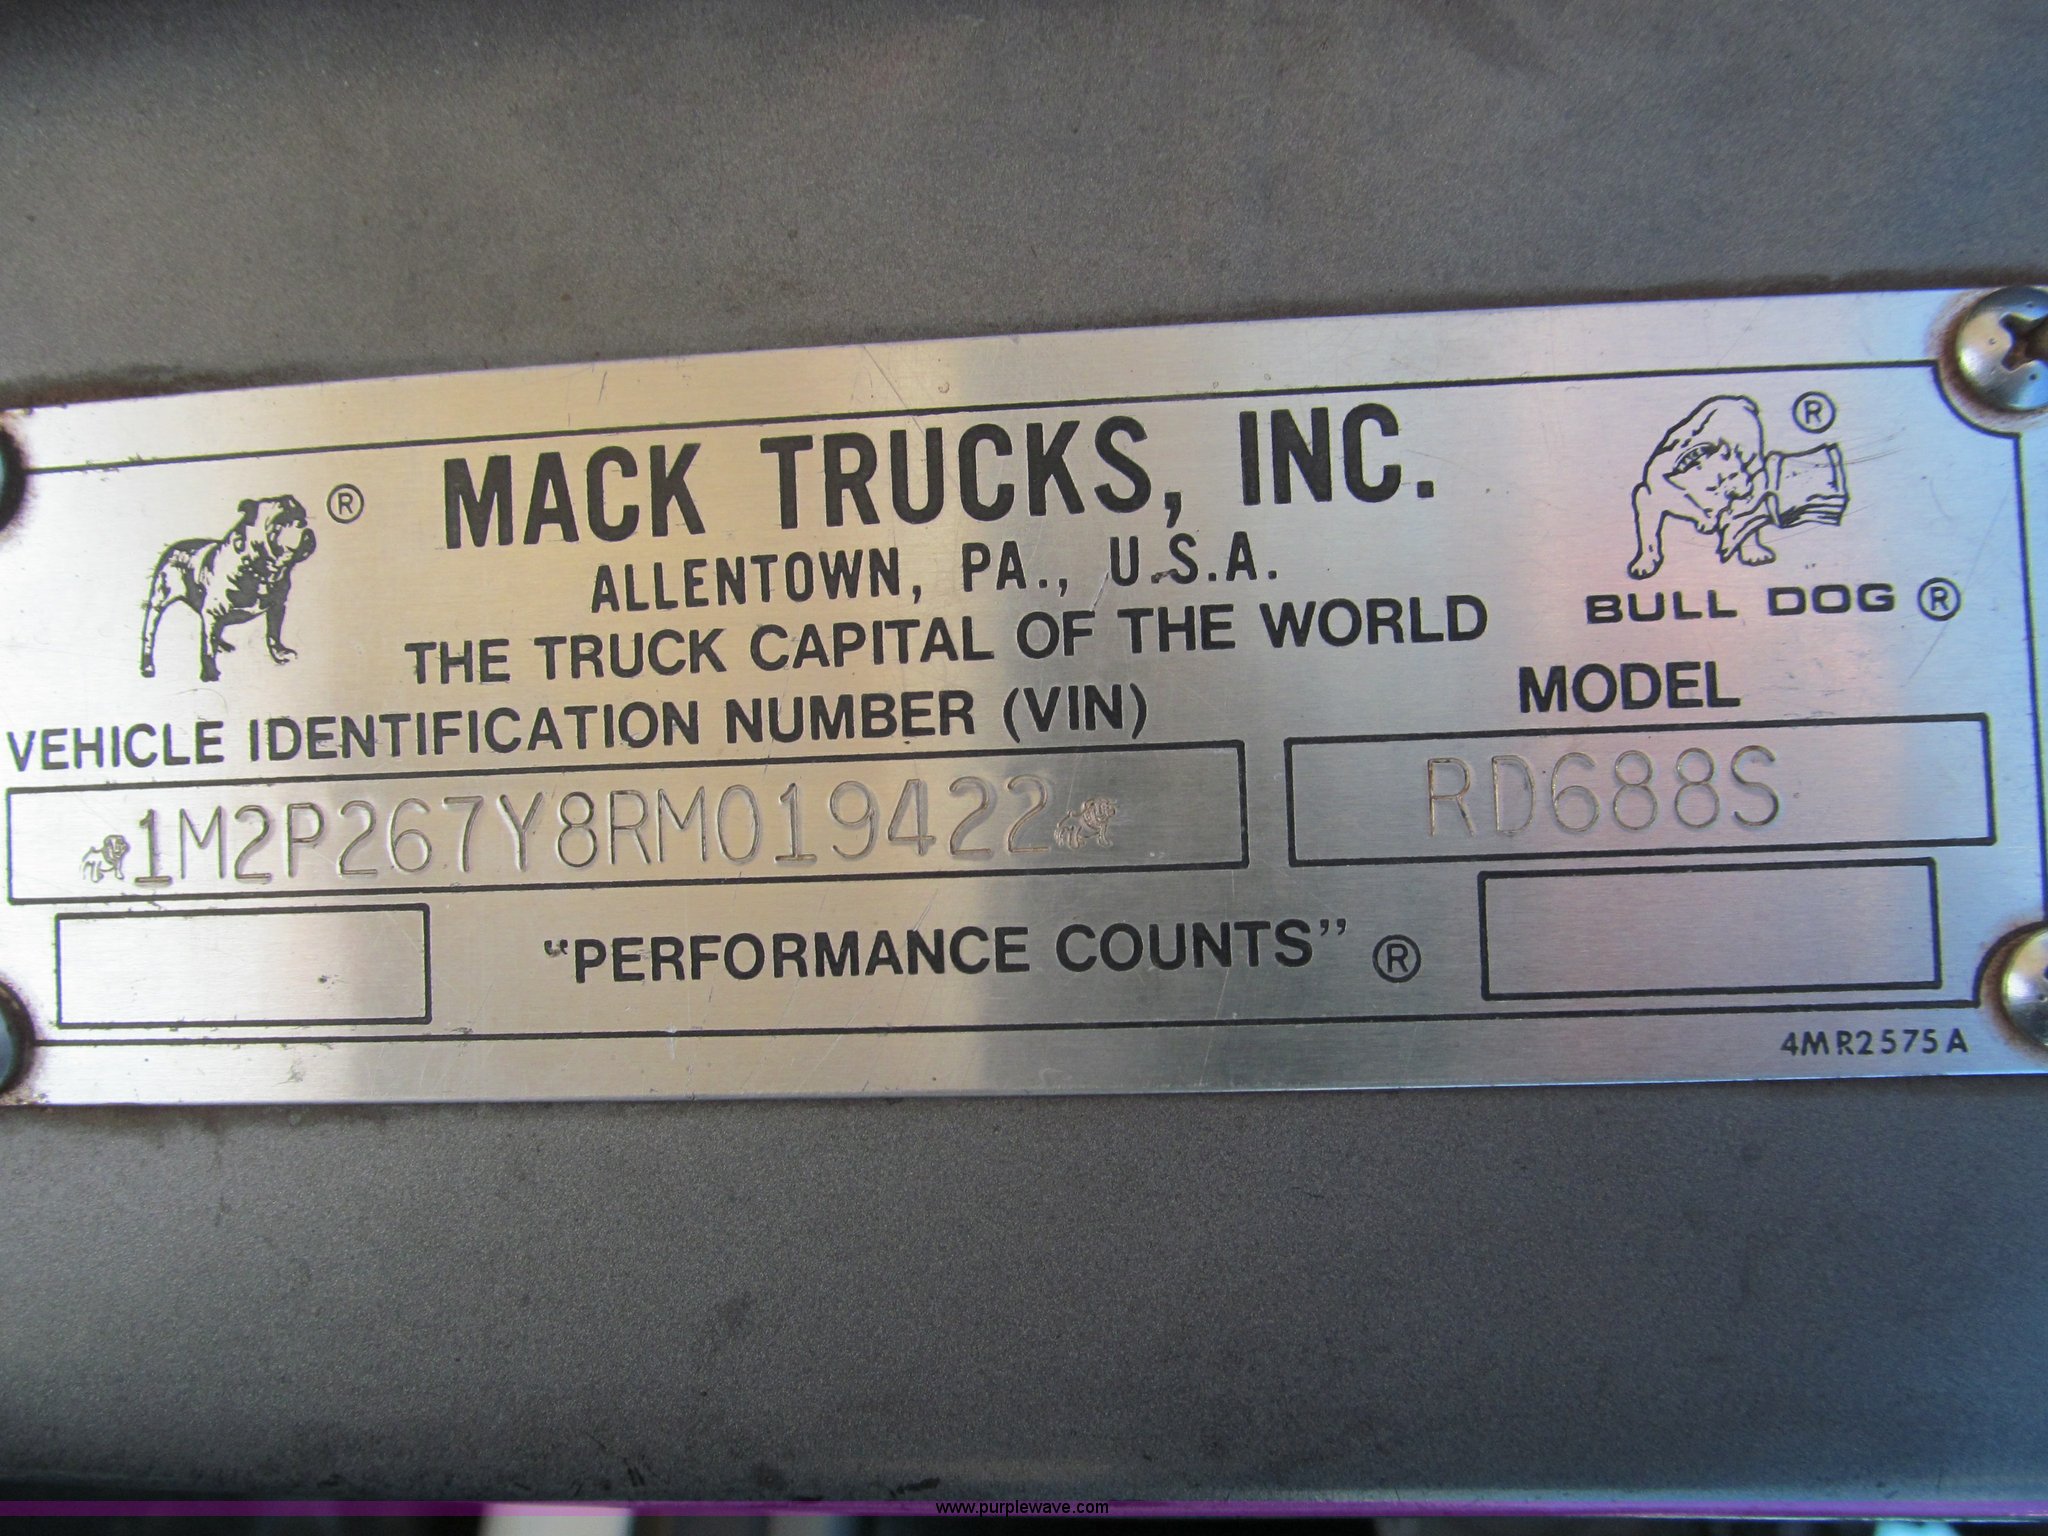 MACK TRUCKS, INC.
ALLENTOWN, PA., U.S.A.
THE TRUCK CAPITAL OF THE WORLD
®
®
BULL DOG ®
VEHICLE IDENTIFICATION NUMBER (VIN)
MODEL
1M2P267Y8RM019422
RD688S
"PERFORMANCE COUNTS" ®
4MR2575A
www.purplewave.com